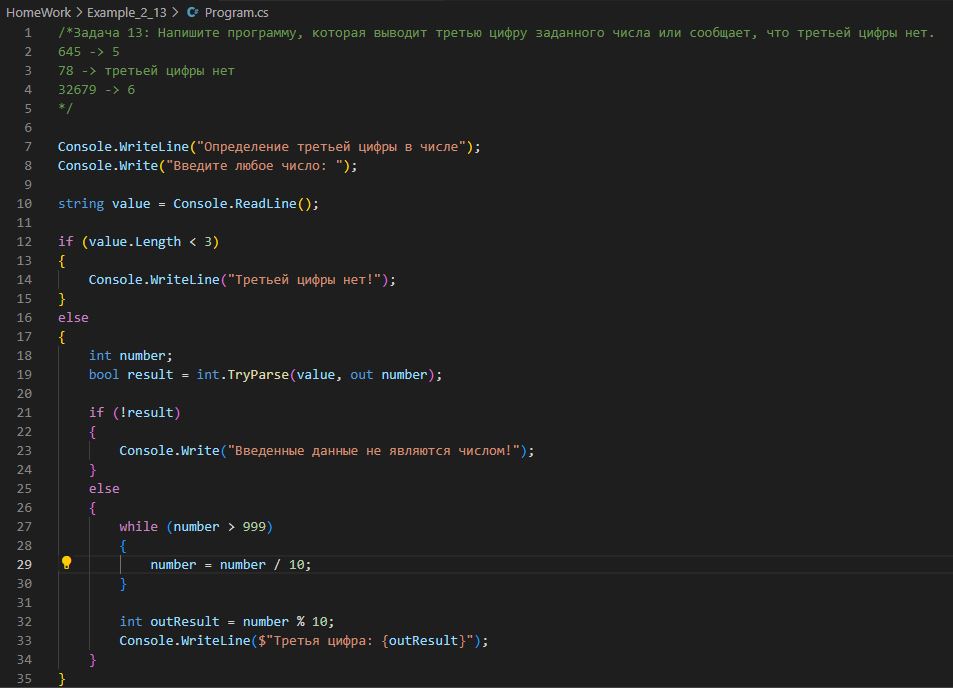 HomeWork > Example_2_13 > C# Program.cs
1 /*Задача 13: Напишите программу, которая выводит третью цифру заданного числа или сообщает, что третьей цифры нет.
2 645 -> 5
3 78 -> третьей цифры нет
4 32679 -> 6
5 */
6
7 Console.WriteLine("Определение третьей цифры в числе");
8 Console.Write("Введите любое число: ");
9
10 string value = Console.ReadLine();
11
12 if (value.Length < 3)
13 {
14     Console.WriteLine("Третьей цифры нет!");
15 }
16 else
17 {
18     int number;
19     bool result = int.TryParse(value, out number);
20
21     if (!result)
22     {
23         Console.Write("Введенные данные не являются числом!");
24     }
25     else
26     {
27         while (number > 999)
28         {
29             number = number / 10;
30         }
31
32         int outResult = number % 10;
33         Console.WriteLine($"Третья цифра: {outResult}");
34     }
35 }